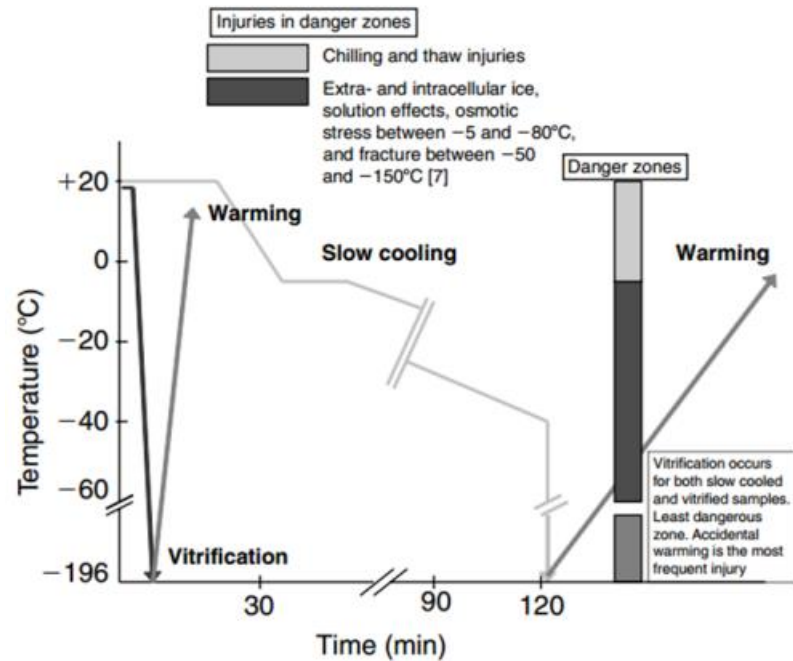 Injuries in danger zones
Chilling and thaw injuries
Extra- and intracellular ice,
solution effects, osmotic
stress between −5 and −80°C,
and fracture between −50
and −150°C [7]
Danger zones
+20
0
−20
−40
−60
−196
Temperature (°C)
Warming
Slow cooling
Warming
Vitrification
Vitrification occurs
for both slow cooled
and vitrified samples.
Least dangerous
zone. Accidental
warming is the most
frequent injury
30
90
120
Time (min)